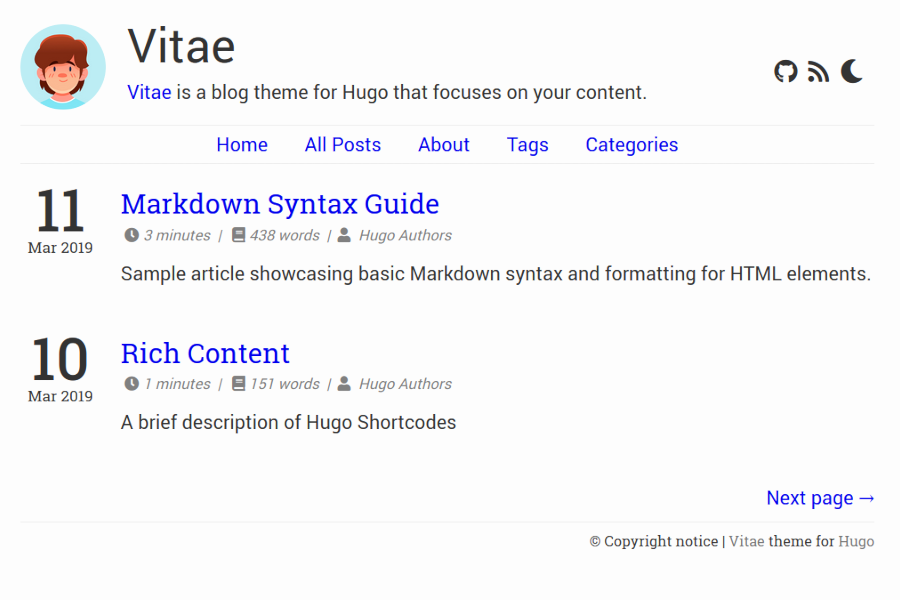 Vitae
Vitae is a blog theme for Hugo that focuses on your content.
Home All Posts About Tags Categories
11
Mar 2019
Markdown Syntax Guide
3 minutes | 438 words | Hugo Authors
Sample article showcasing basic Markdown syntax and formatting for HTML elements.
10
Mar 2019
Rich Content
1 minutes | 151 words | Hugo Authors
A brief description of Hugo Shortcodes
Next page →
© Copyright notice | Vitae theme for Hugo